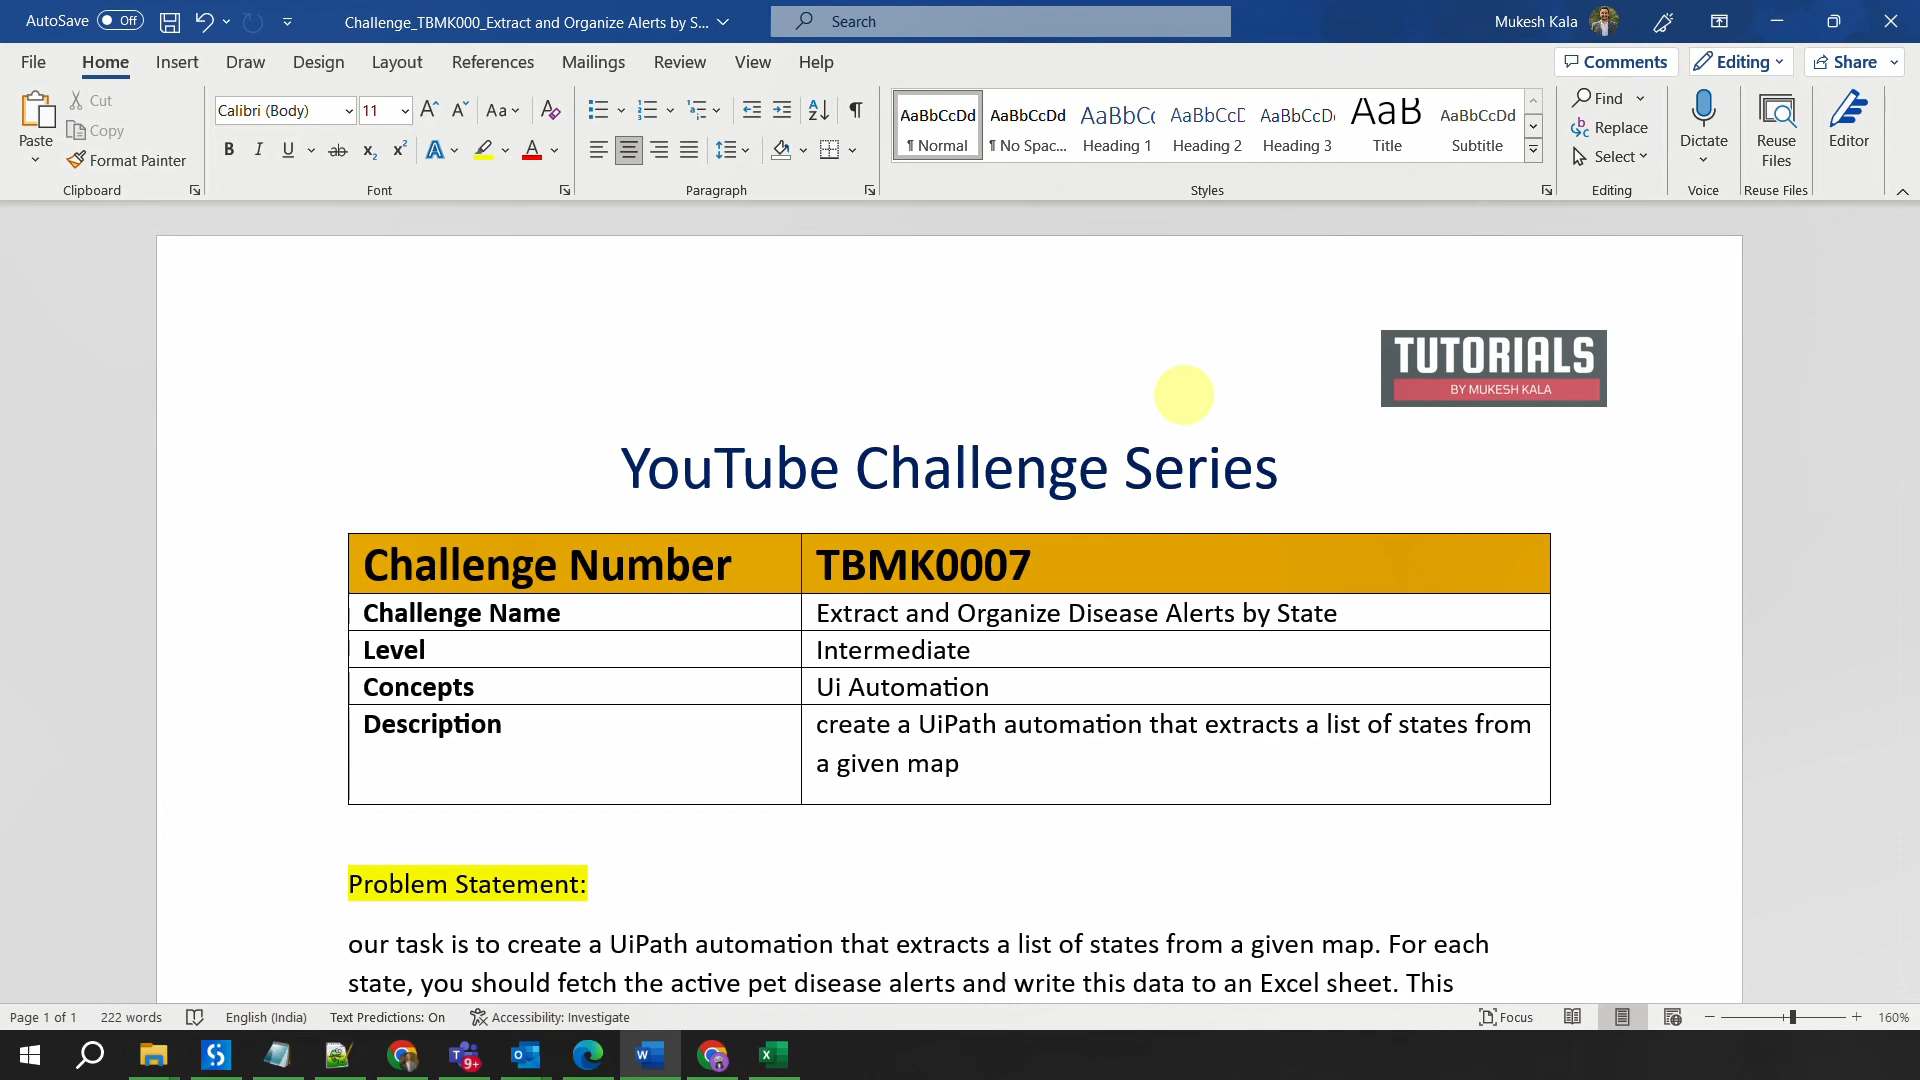 AutoSave Off
Challenge_TBMK000_Extract and Organize Alerts by S...
Search
Mukesh Kala
File Home Insert Draw Design Layout References Mailings Review View Help
Comments Editing Share
Paste
Cut
Copy
Format Painter
Clipboard
Calibri (Body) 11
Font
Paragraph
AaBbCcDd
¶ Normal
AaBbCcDd
¶ No Spac...
AaBbCc
Heading 1
AaBbCcD
Heading 2
AaBbCcDd
Heading 3
AaB
Title
AaBbCcDd
Subtitle
Styles
Find
Replace
Select
Editing
Dictate
Voice
Reuse
Files
Reuse Files
Editor
TUTORIALS
BY MUKESH KALA
YouTube Challenge Series
Challenge Number TBMK0007
Challenge Name Extract and Organize Disease Alerts by State
Level Intermediate
Concepts Ui Automation
Description create a UiPath automation that extracts a list of states from
a given map
Problem Statement:
our task is to create a UiPath automation that extracts a list of states from a given map. For each
state, you should fetch the active pet disease alerts and write this data to an Excel sheet. This
Page 1 of 1 222 words English (India) Text Predictions: On Accessibility: Investigate Focus 160%
9+